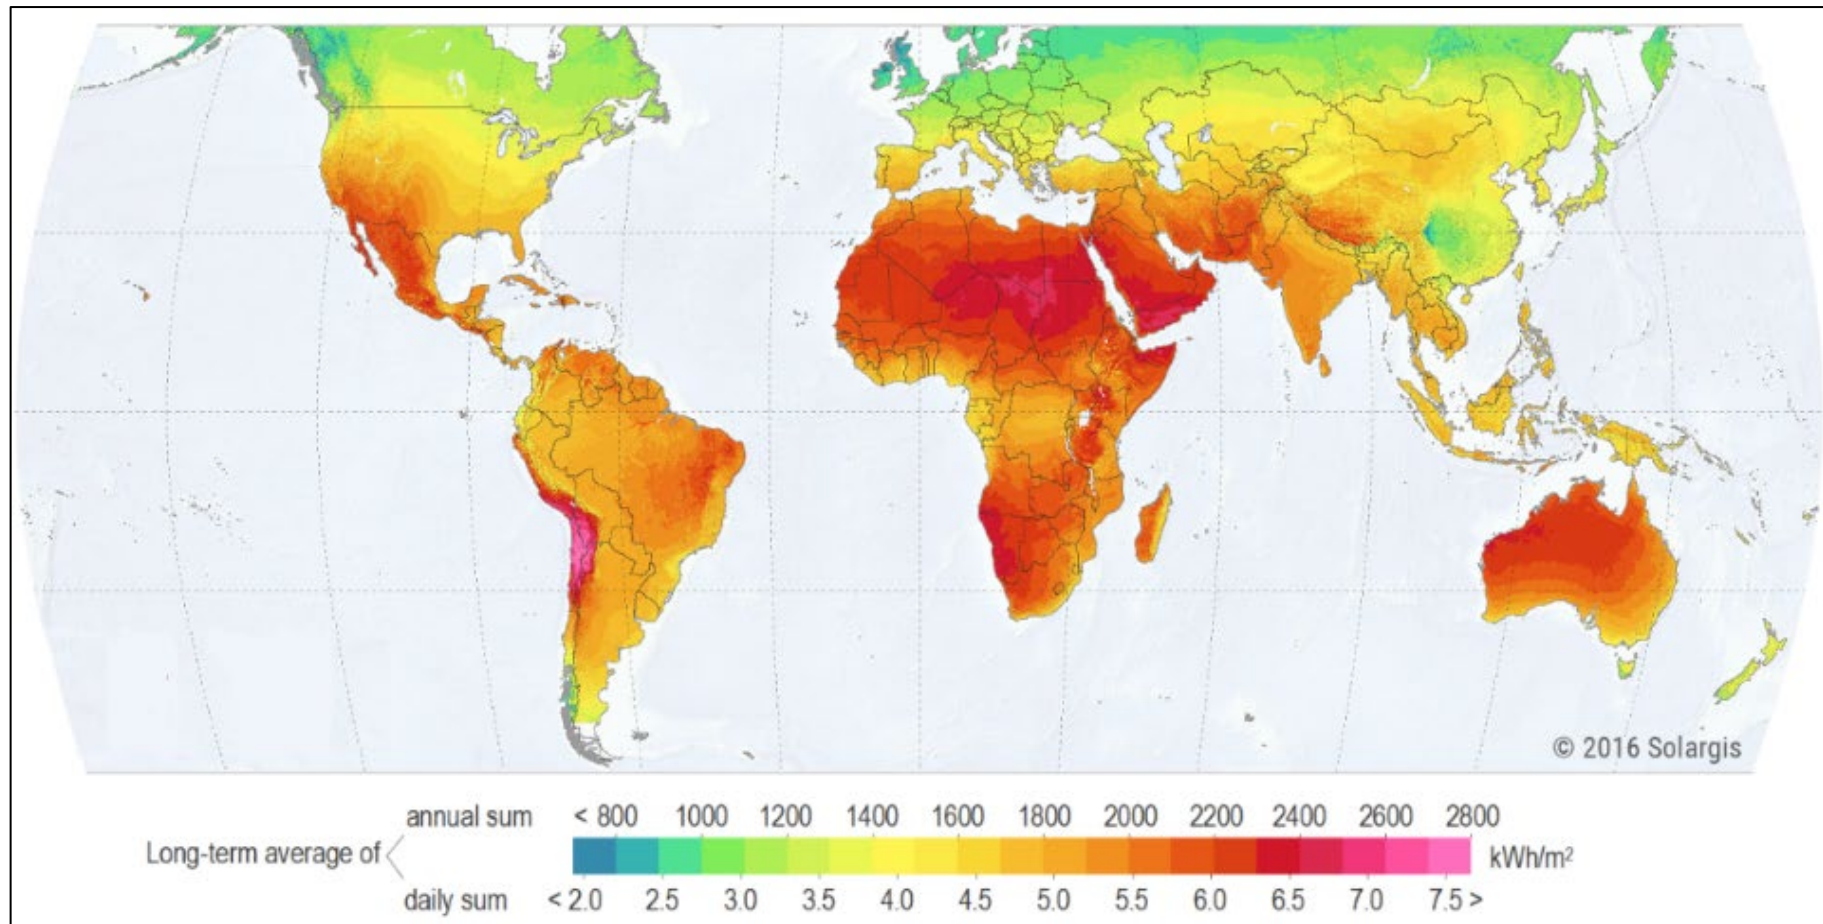 © 2016 Solargis
annual sum < 800 1000 1200 1400 1600 1800 2000 2200 2400 2600 2800
Long-term average of kWh/m²
daily sum < 2.0 2.5 3.0 3.5 4.0 4.5 5.0 5.5 6.0 6.5 7.0 7.5 >